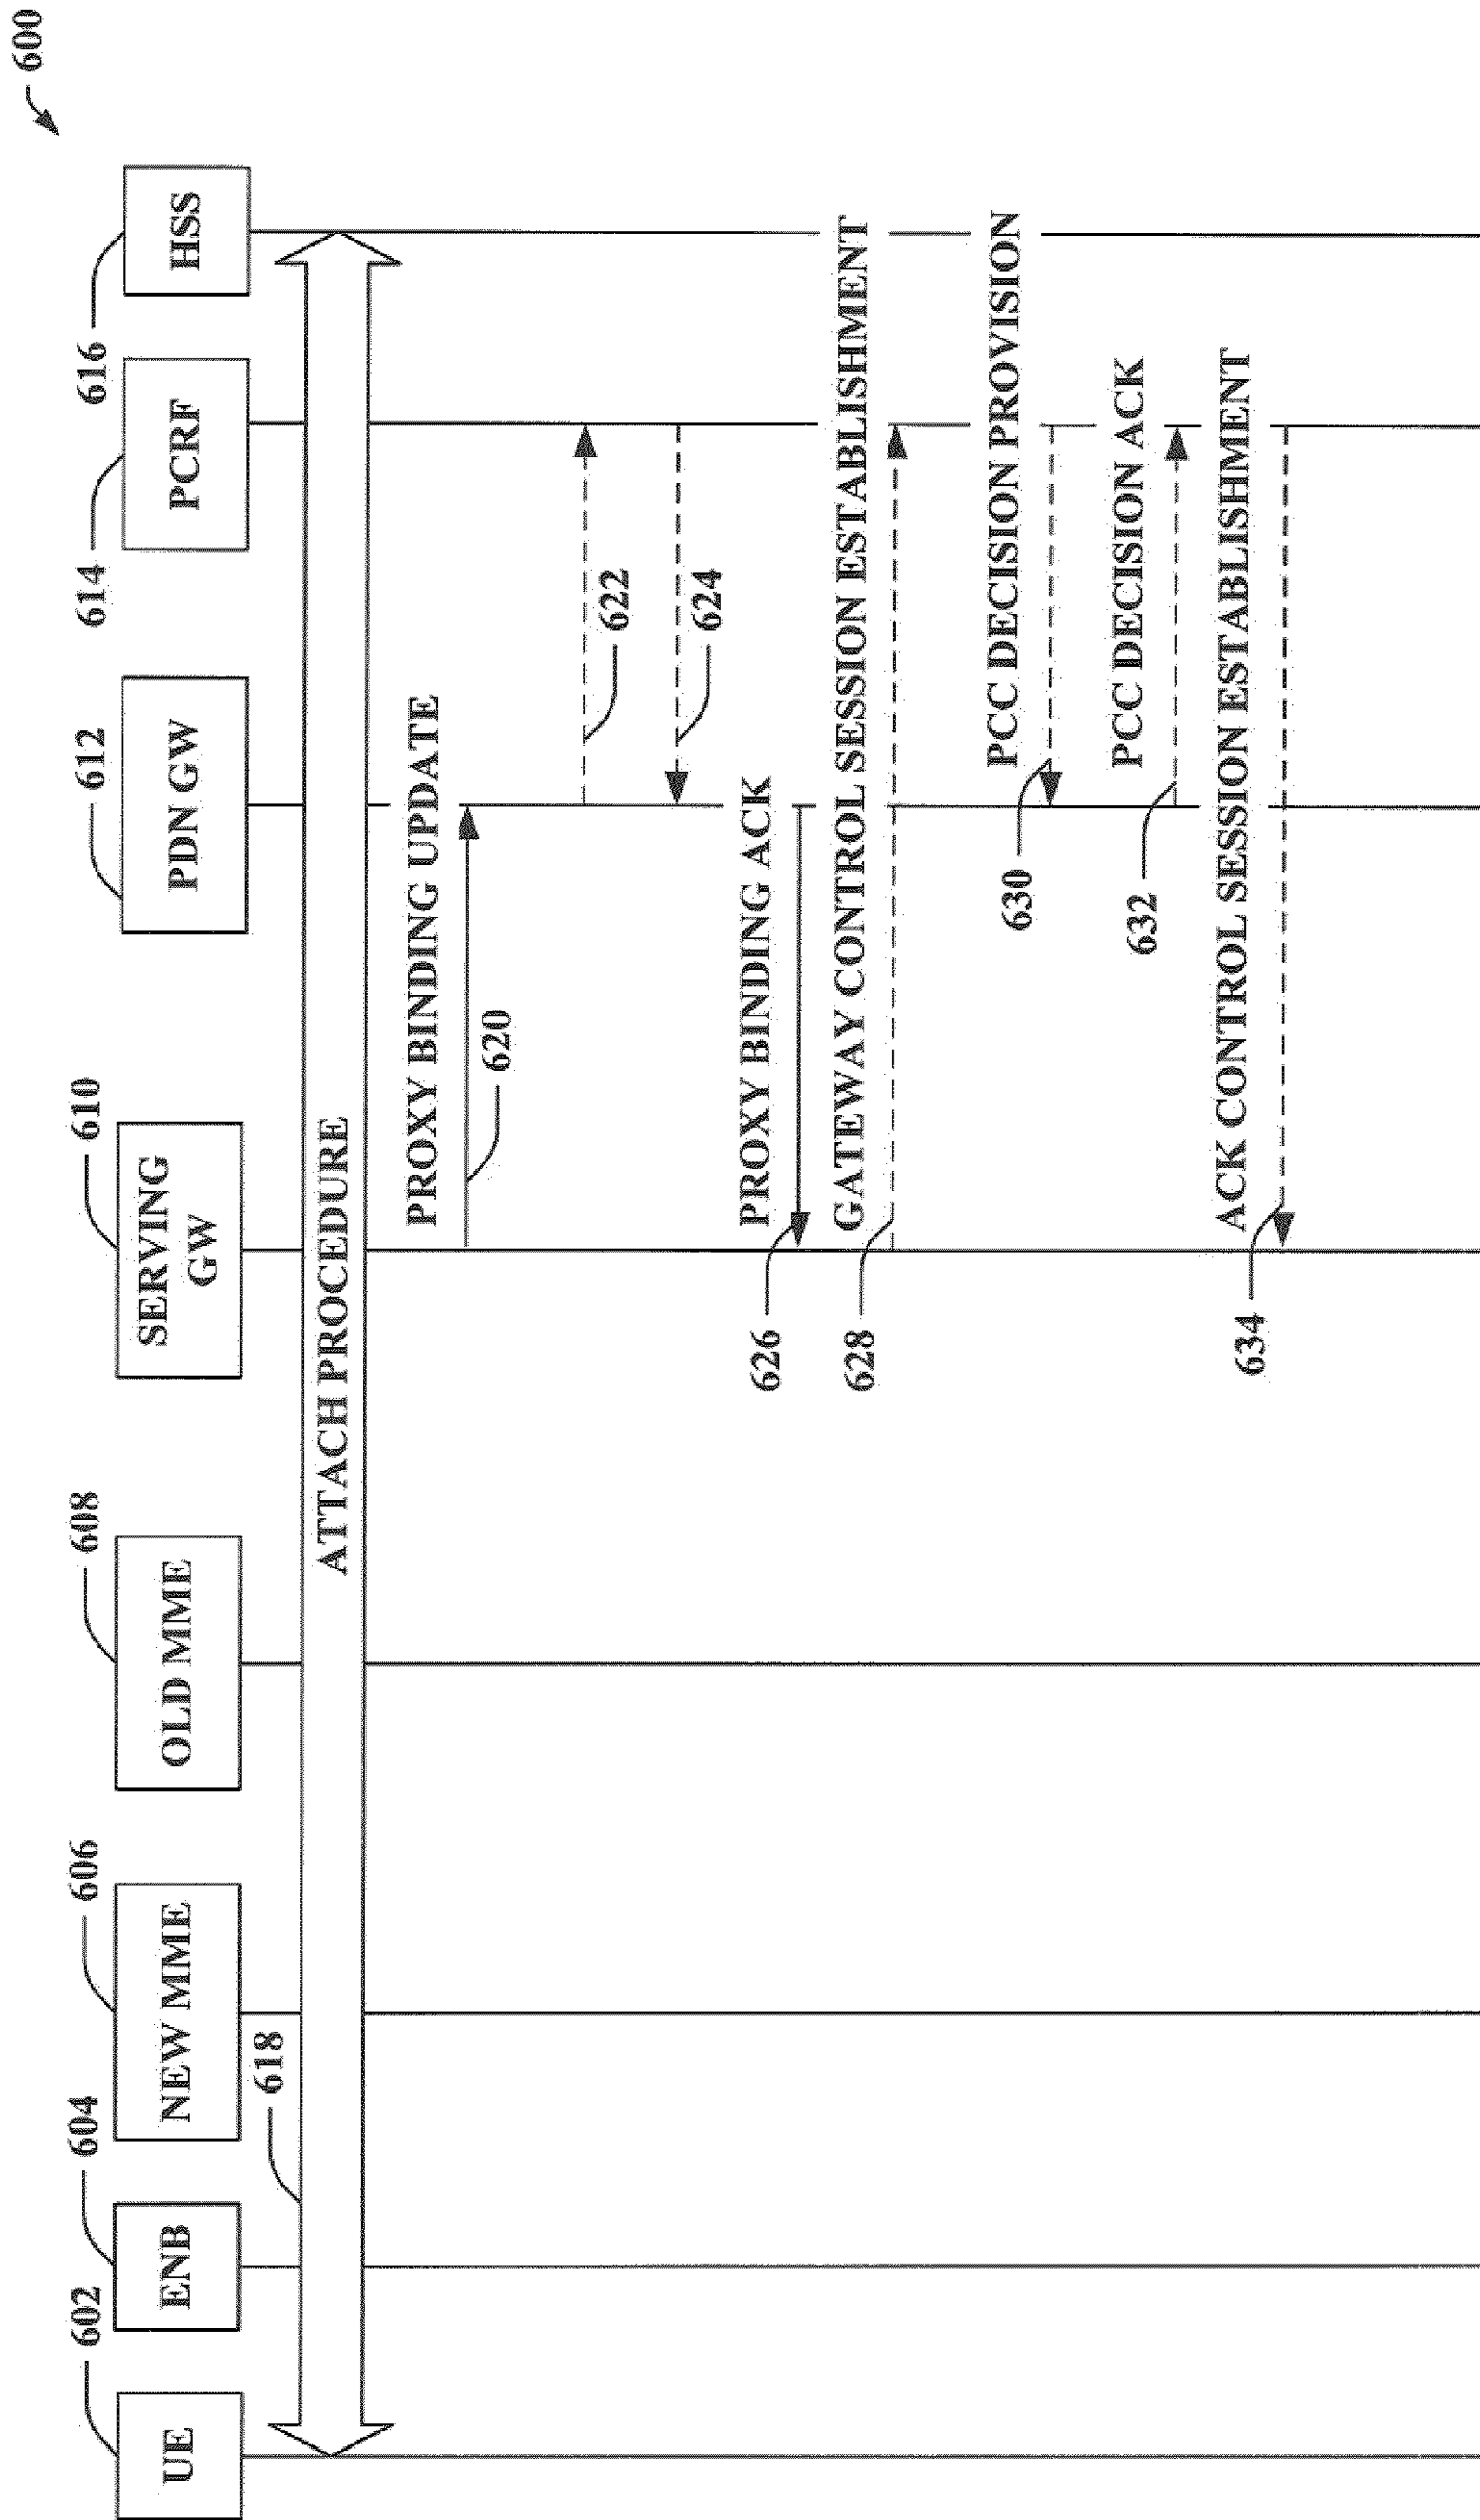 600
602
604
606
608
610
612
614
616
UE
ENB
NEW MME
OLD MME
SERVING
GW
PDN GW
PCRF
HSS
618
ATTACH PROCEDURE
PROXY BINDING UPDATE
620
622
624
PROXY BINDING ACK
626
GATEWAY CONTROL SESSION ESTABLISHMENT
628
PCC DECISION PROVISION
630
PCC DECISION ACK
632
ACK CONTROL SESSION ESTABLISHMENT
634